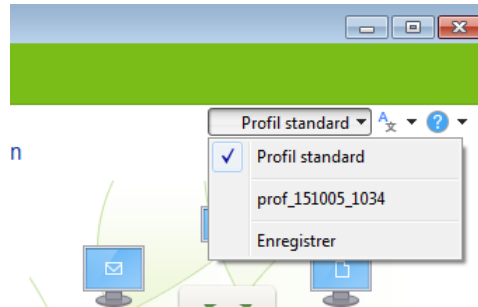 Profil standard
n
Profil standard
prof_151005_1034
Enregistrer